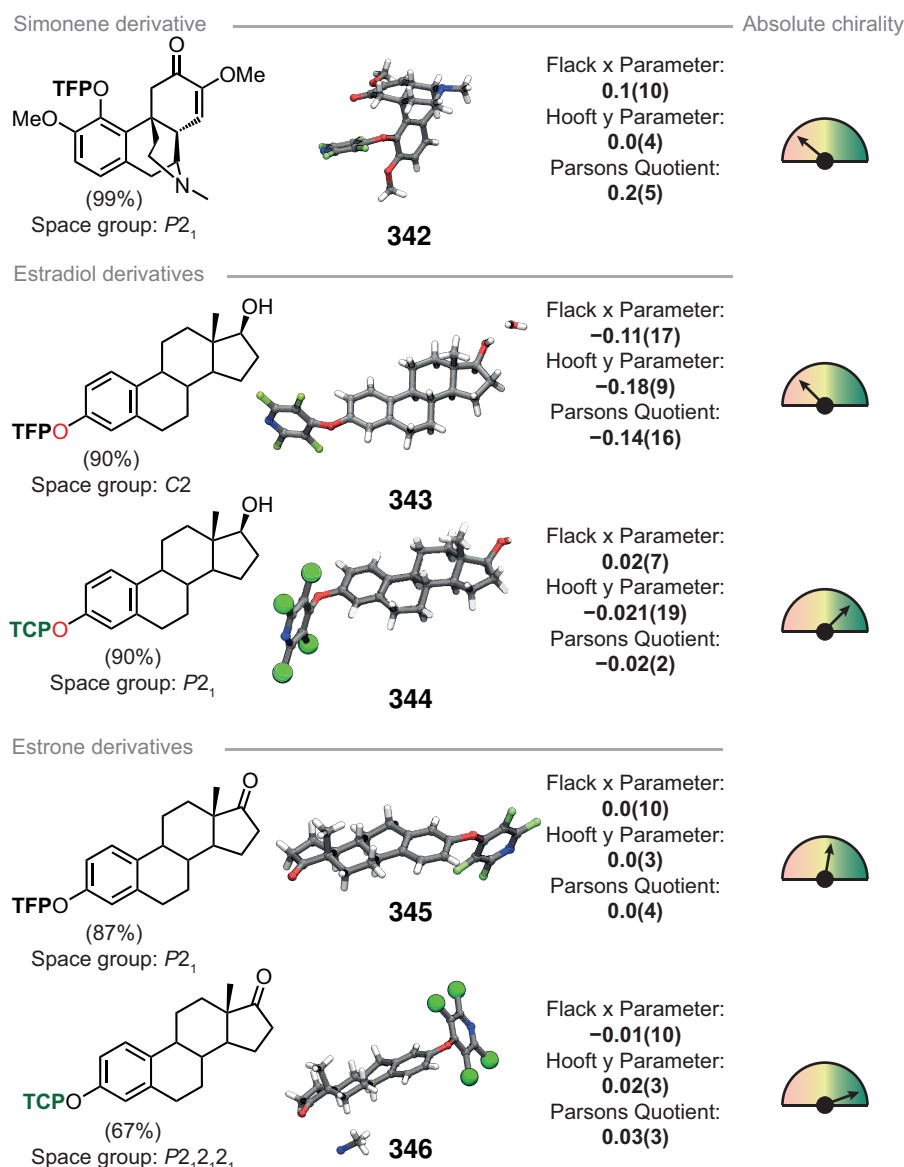 Simonene derivative
Absolute chirality
O
OMe
TFP
O
MeO
N
(99%)
Space group: P2₁
342
Flack x Parameter:
0.1(10)
Hooft y Parameter:
0.0(4)
Parsons Quotient:
0.2(5)
Estradiol derivatives
OH
TFPO
(90%)
Space group: C2
343
Flack x Parameter:
−0.11(17)
Hooft y Parameter:
−0.18(9)
Parsons Quotient:
−0.14(16)
OH
TCPO
(90%)
Space group: P2₁
344
Flack x Parameter:
0.02(7)
Hooft y Parameter:
−0.021(19)
Parsons Quotient:
−0.02(2)
Estrone derivatives
O
TFPO
(87%)
Space group: P2₁
345
Flack x Parameter:
0.0(10)
Hooft y Parameter:
0.0(3)
Parsons Quotient:
0.0(4)
O
TCPO
(67%)
Space group: P2₁2₁2₁
346
Flack x Parameter:
−0.01(10)
Hooft y Parameter:
0.02(3)
Parsons Quotient:
0.03(3)